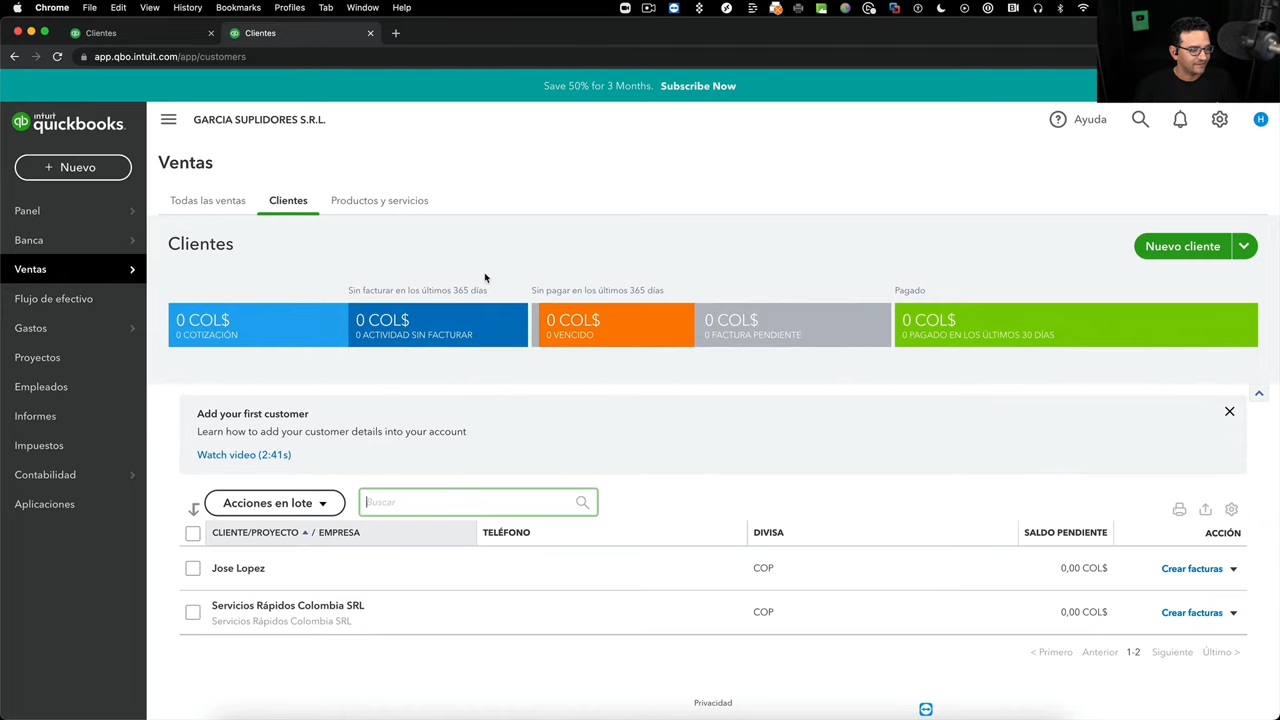 Chrome File Edit View History Bookmarks Profiles Tab Window Help
Clientes
Clientes
app.qbo.intuit.com/app/customers
Save 50% for 3 Months. Subscribe Now
intuit quickbooks.
qb
GARCIA SUPLIDORES S.R.L.
Ayuda
H
+ Nuevo
Panel
Banca
Ventas
Flujo de efectivo
Gastos
Proyectos
Empleados
Informes
Impuestos
Contabilidad
Aplicaciones
Ventas
Todas las ventas Clientes Productos y servicios
Clientes
Nuevo cliente
Sin facturar en los últimos 365 días Sin pagar en los últimos 365 días Pagado
0 COL$ 0 COL$ 0 COL$ 0 COL$ 0 COL$
0 COTIZACIÓN 0 ACTIVIDAD SIN FACTURAR 0 VENCIDO 0 FACTURA PENDIENTE 0 PAGADO EN LOS ÚLTIMOS 30 DÍAS
Add your first customer
Learn how to add your customer details into your account
Watch video (2:41s)
Acciones en lote
Buscar
CLIENTE/PROYECTO / EMPRESA TELÉFONO DIVISA SALDO PENDIENTE ACCIÓN
Jose Lopez COP 0,00 COL$ Crear facturas
Servicios Rápidos Colombia SRL COP 0,00 COL$ Crear facturas
Servicios Rápidos Colombia SRL
< Primero Anterior 1-2 Siguiente Último >
Privacidad